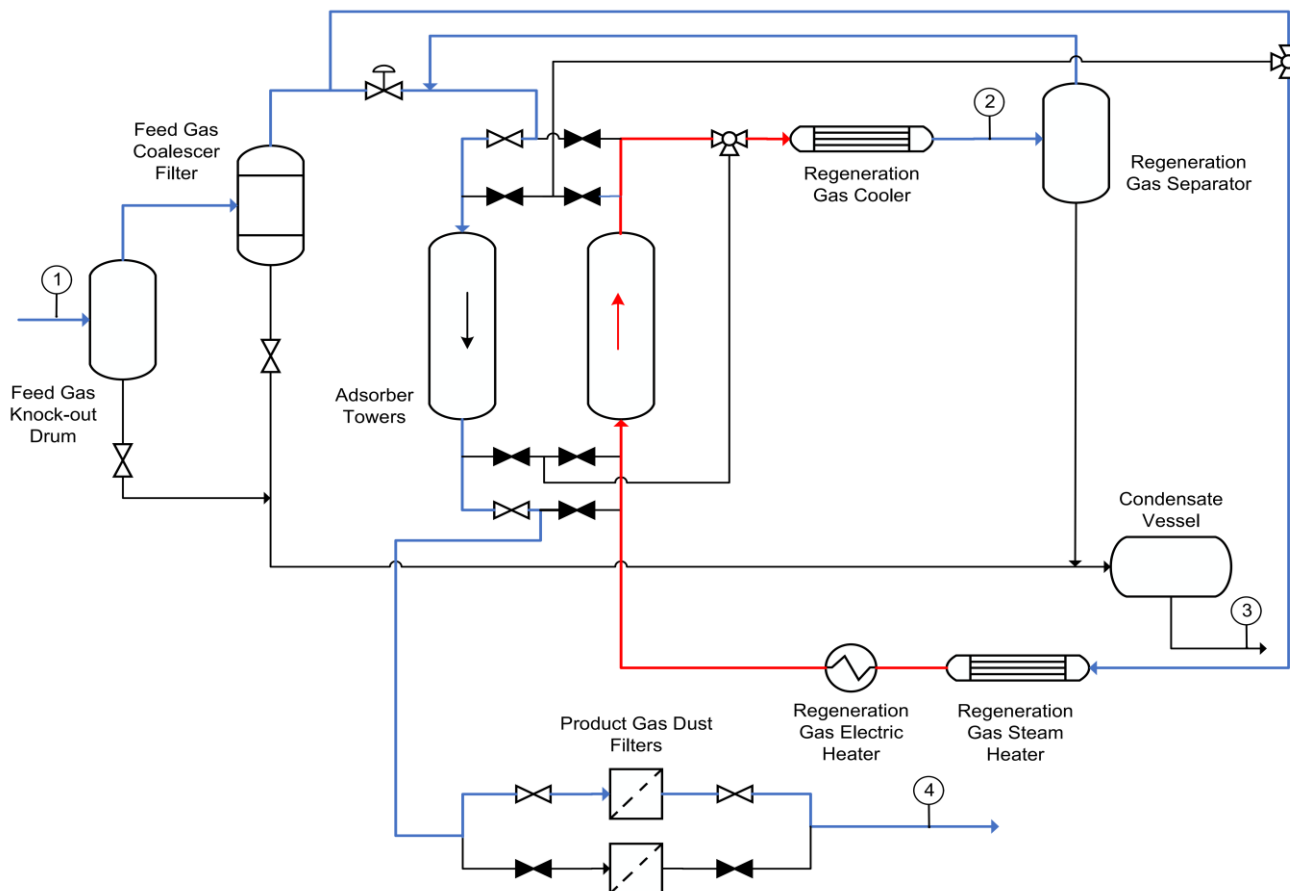 Feed Gas
Coalescer
Filter
2
Regeneration
Gas Cooler
Regeneration
Gas Separator
1
Feed Gas
Knock-out
Drum
Adsorber
Towers
Condensate
Vessel
3
Regeneration
Gas Electric
Heater
Regeneration
Gas Steam
Heater
Product Gas Dust
Filters
4